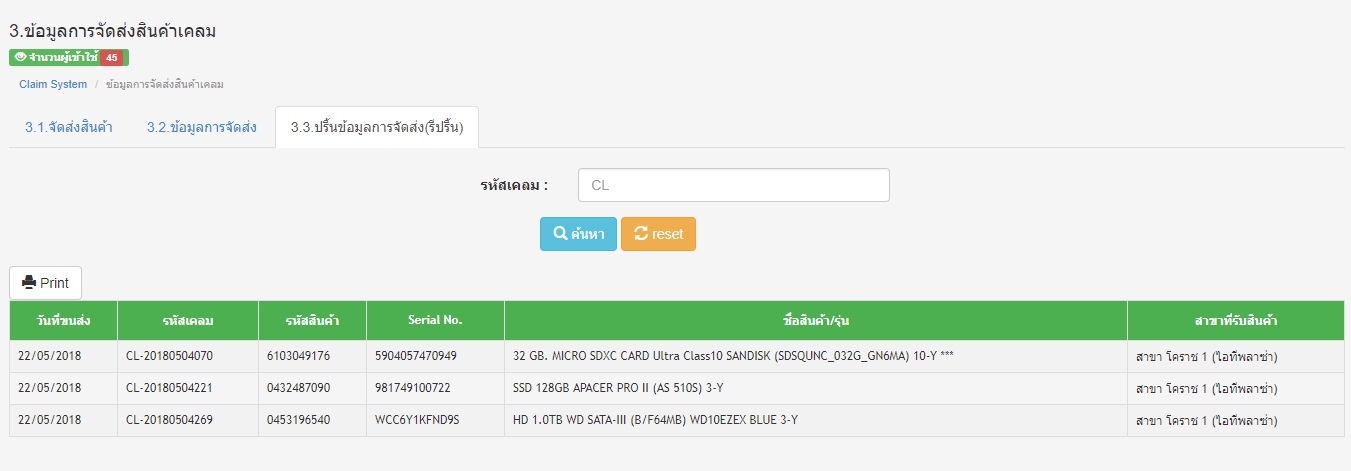 3.ข้อมูลการจัดส่งสินค้าเคลม
จำนวนผู้เข้าใช้ 45
Claim System / ข้อมูลการจัดส่งสินค้าเคลม
3.1.จัดส่งสินค้า 3.2.ข้อมูลการจัดส่ง 3.3.ปริ้นข้อมูลการจัดส่ง(รีปริ้น)
รหัสเคลม : CL
ค้นหา reset
Print
วันที่ขนส่ง รหัสเคลม รหัสสินค้า Serial No. ชื่อสินค้า/รุ่น สาขาที่รับสินค้า
22/05/2018 CL-20180504070 6103049176 5904057470949 32 GB. MICRO SDXC CARD Ultra Class10 SANDISK (SDSQUNC_032G_GN6MA) 10-Y *** สาขา โคราช 1 (ไอทีพลาซ่า)
22/05/2018 CL-20180504221 0432487090 981749100722 SSD 128GB APACER PRO II (AS 510S) 3-Y สาขา โคราช 1 (ไอทีพลาซ่า)
22/05/2018 CL-20180504269 0453196540 WCC6Y1KFND9S HD 1.0TB WD SATA-III (B/F64MB) WD10EZEX BLUE 3-Y สาขา โคราช 1 (ไอทีพลาซ่า)